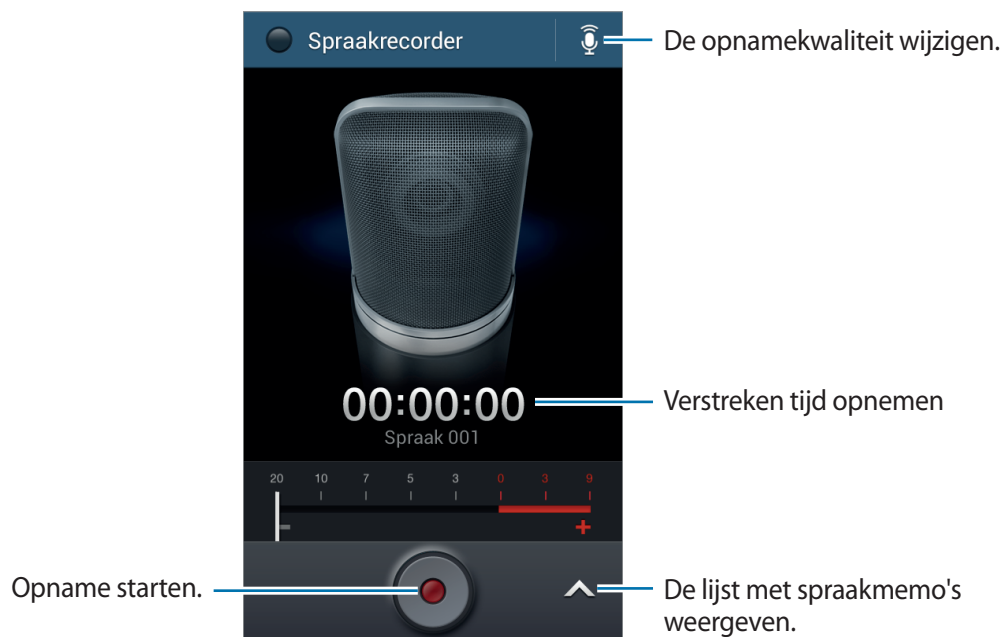 Spraakrecorder
De opnamekwaliteit wijzigen.
00:00:00
Verstreken tijd opnemen
Spraak 001
20 10 7 5 3 0 3 9
- +
Opname starten.
De lijst met spraakmemo's
weergeven.